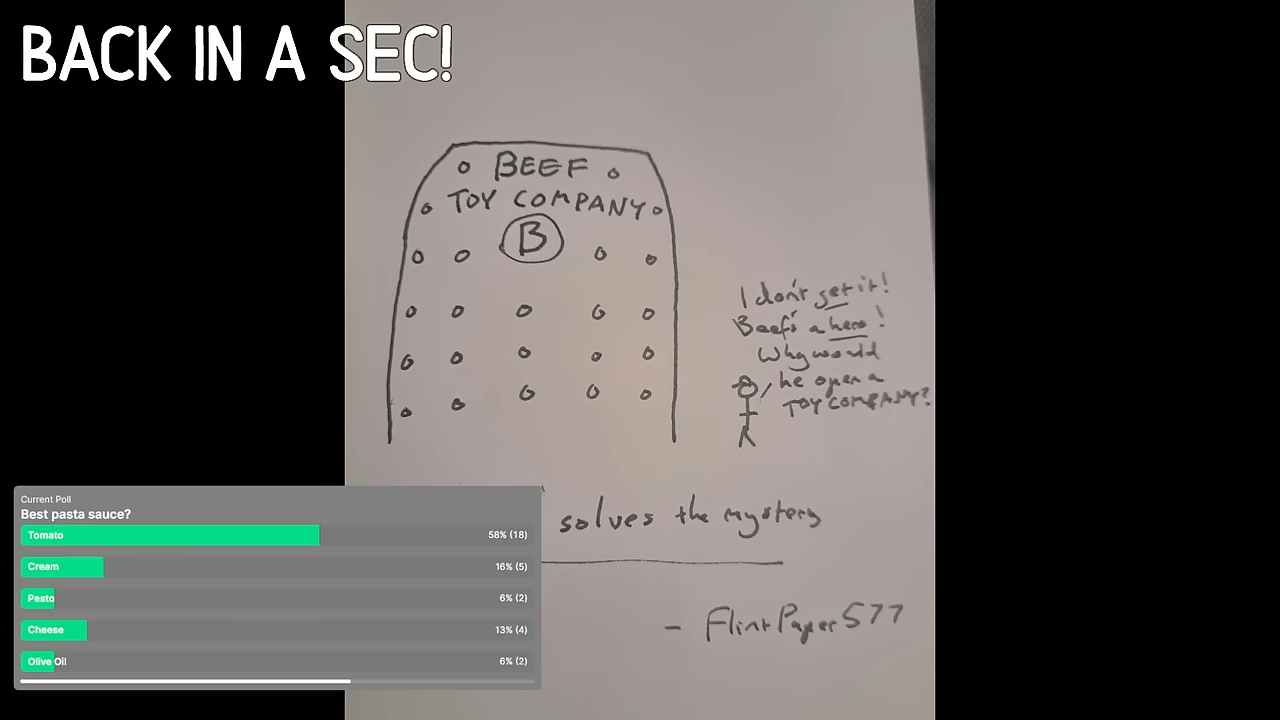 BACK IN A SEC!
BEEF
TOY COMPANY
B
I don't get it!
Beef's a hero!
Why would
he open a
TOY COMPANY?
solves the mystery
- FlintPaper577
Current Poll
Best pasta sauce?
Tomato 58% (18)
Cream 16% (5)
Pesto 6% (2)
Cheese 13% (4)
Olive Oil 6% (2)